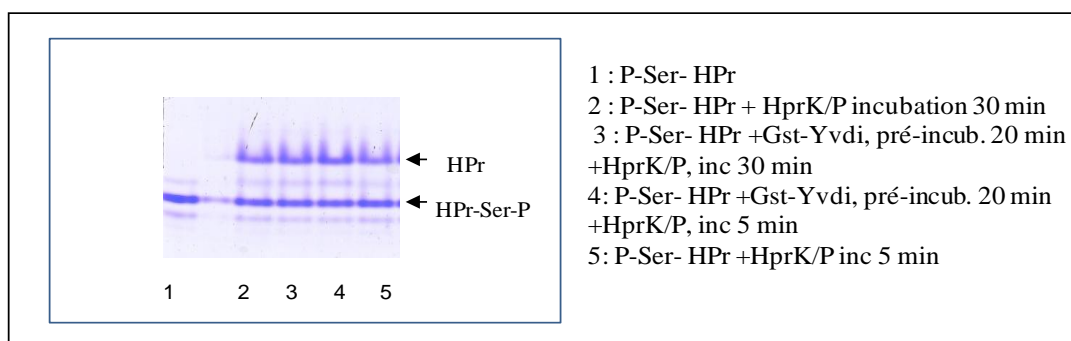 HPr
HPr-Ser-P
1 2 3 4 5
1 : P-Ser- HPr
2 : P-Ser- HPr + HprK/P incubation 30 min
3 : P-Ser- HPr +Gst-Yvdi, pré-incub. 20 min
+HprK/P, inc 30 min
4: P-Ser- HPr +Gst-Yvdi, pré-incub. 20 min
+HprK/P, inc 5 min
5: P-Ser- HPr +HprK/P inc 5 min